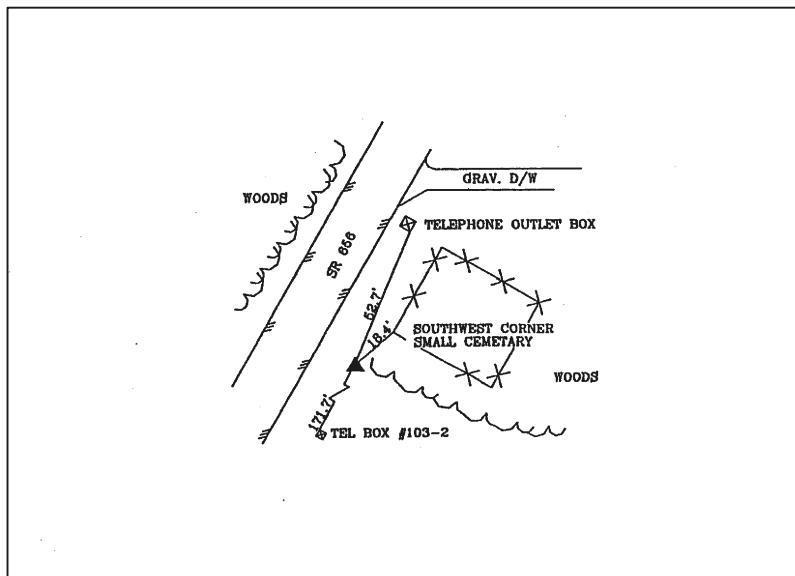 GRAV. D/W
WOODS
TELEPHONE OUTLET BOX
SR 656
52.7'
18.4'
SOUTHWEST CORNER
SMALL CEMETARY
WOODS
171.7'
TEL BOX #103-2